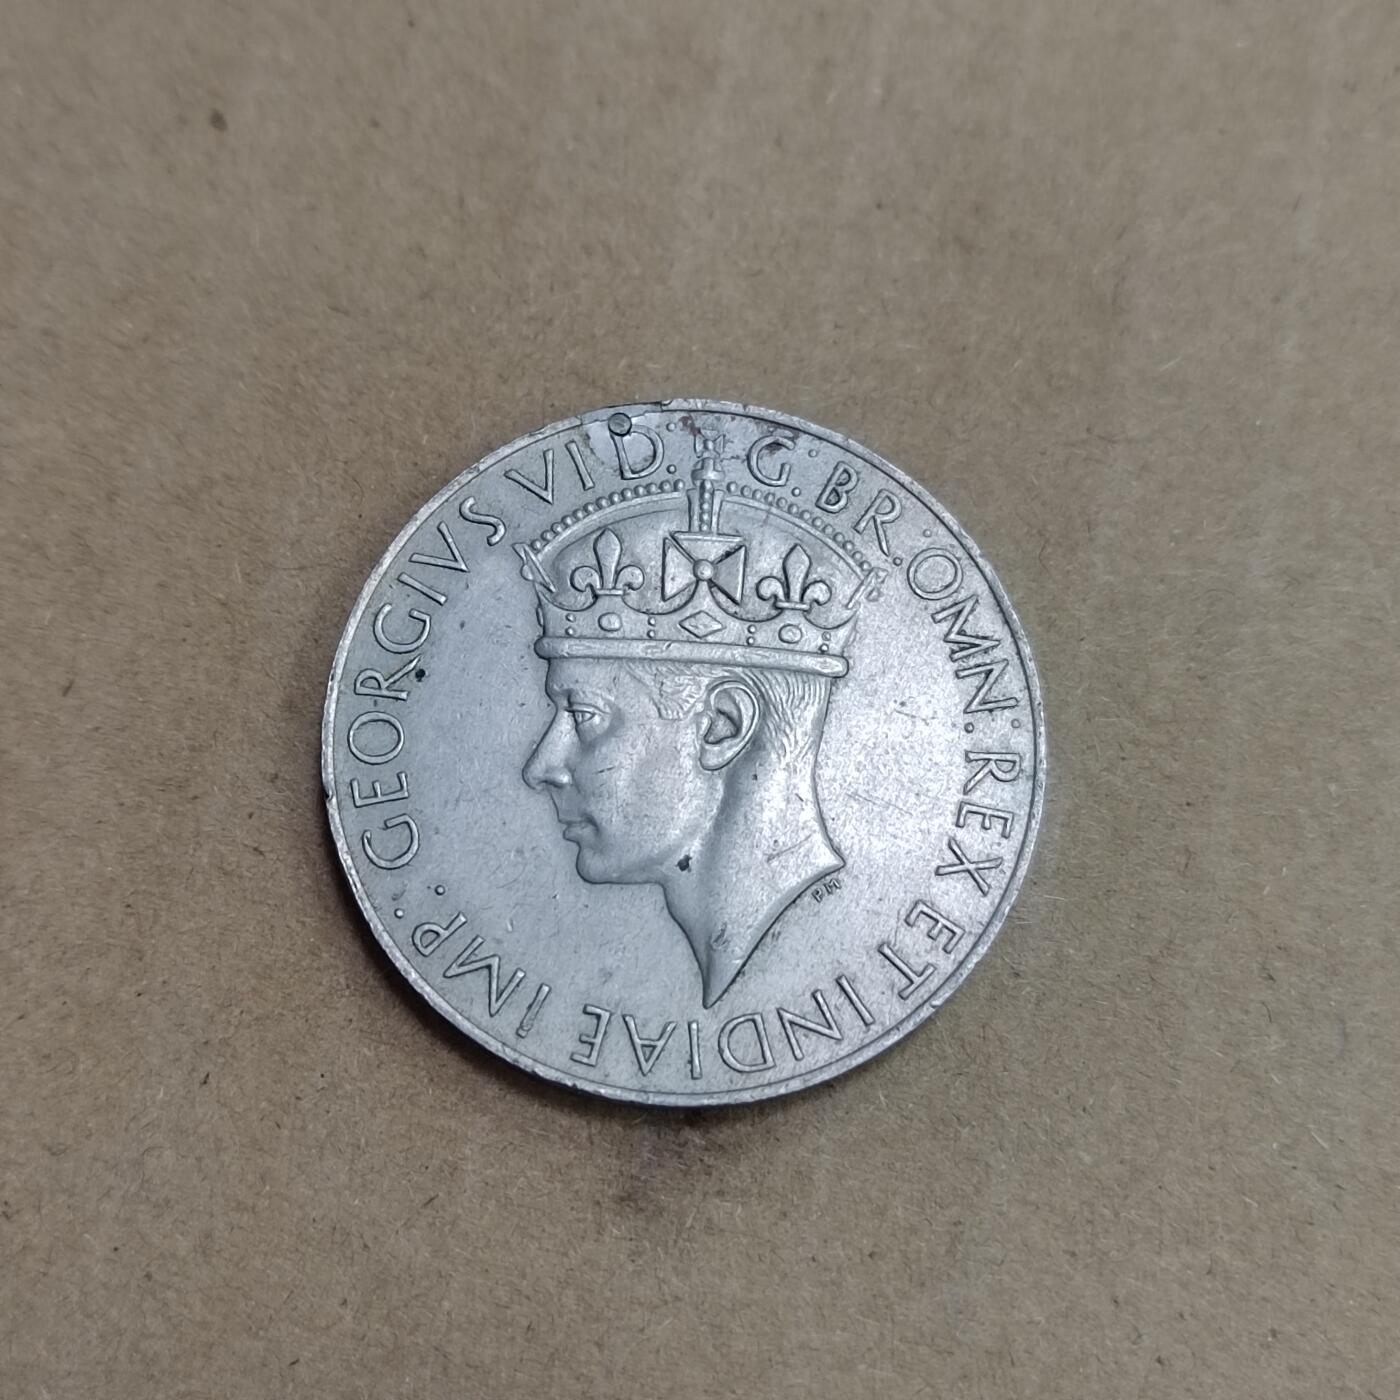 GEORGIVS VI D: G: BR: OMN: REX ET INDIAE IMP:
PM